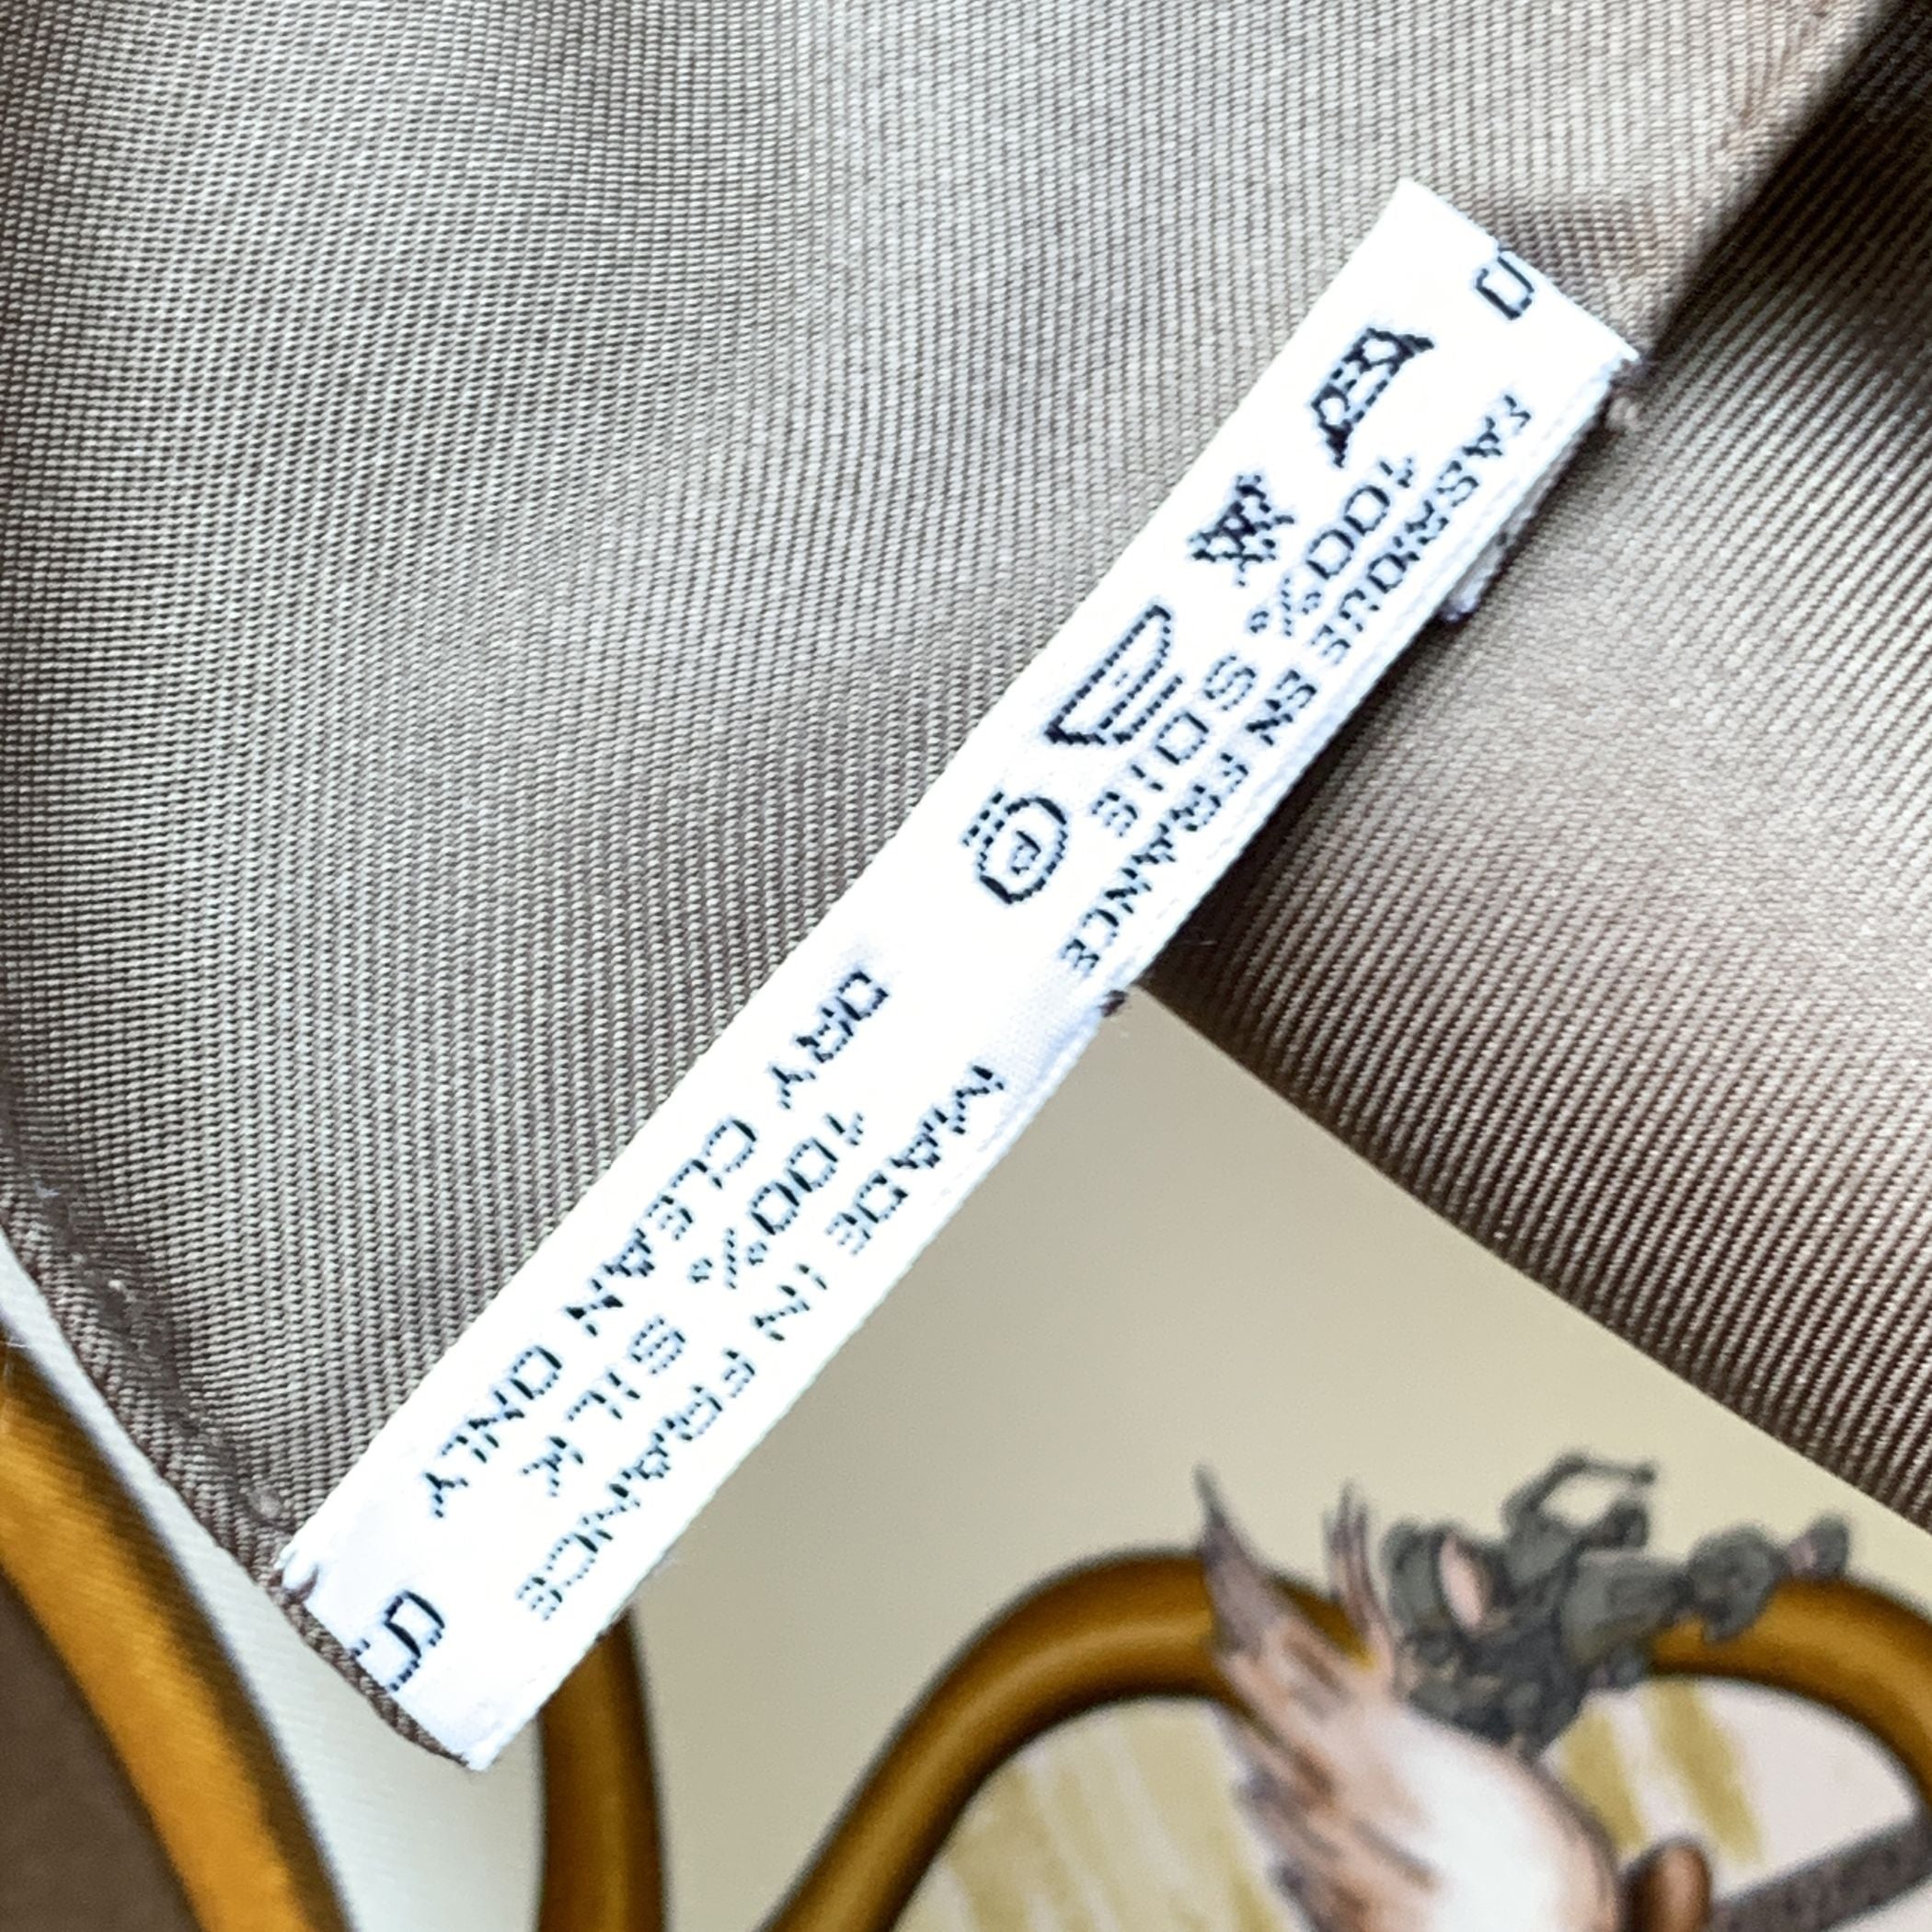 FABRIQUE EN FRANCE
100% SOIE
P
MADE IN FRANCE
100% SILK
DRY CLEAN ONLY